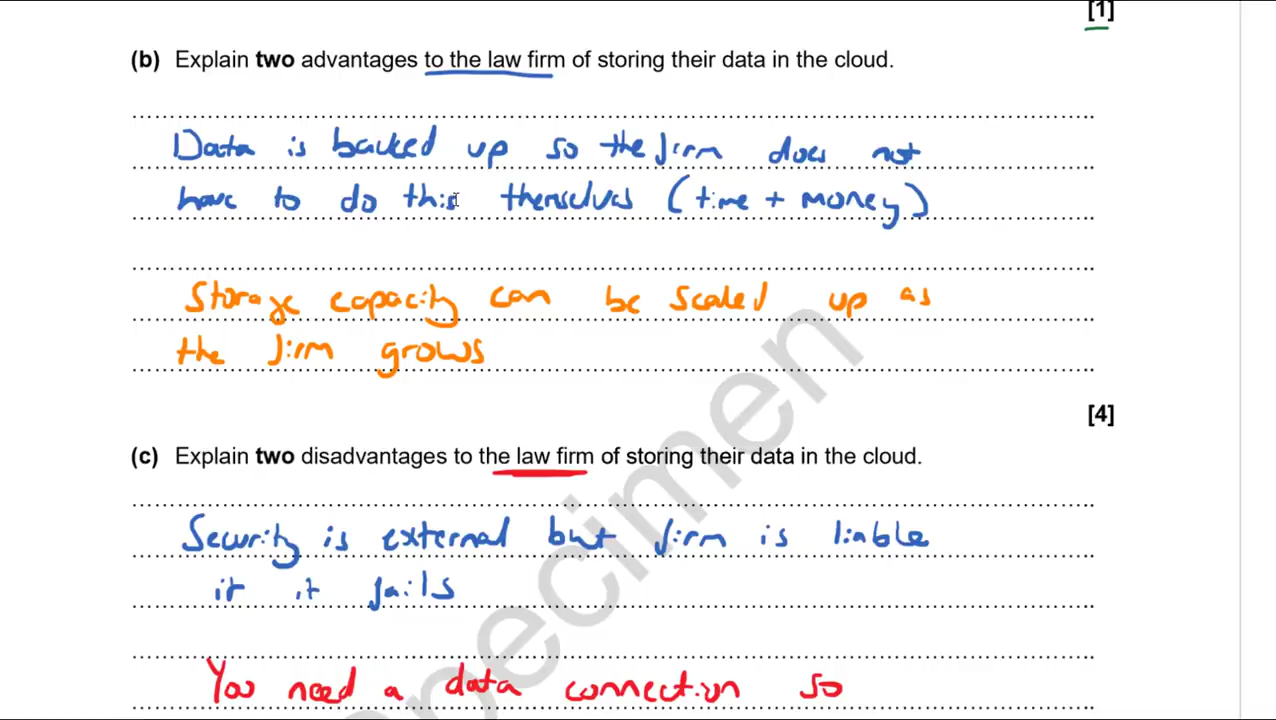 [1]
(b) Explain two advantages to the law firm of storing their data in the cloud.
Data is backed up so the firm does not
have to do this themselves (time + money)
Storage capacity can be scaled up as
the firm grows
[4]
(c) Explain two disadvantages to the law firm of storing their data in the cloud.
Security is external but firm is liable
if it fails
You need a data connection so
specimen